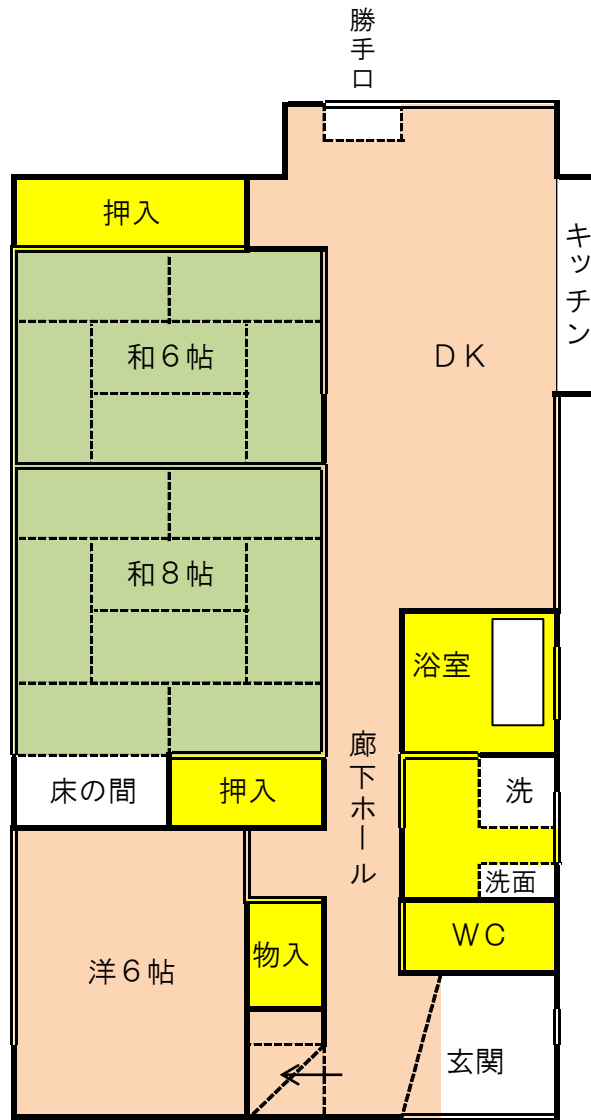 勝手口
押入
キッチン
和6帖
DK
和8帖
浴室
廊下ホール
床の間
押入
洗
洗面
WC
物入
洋6帖
玄関